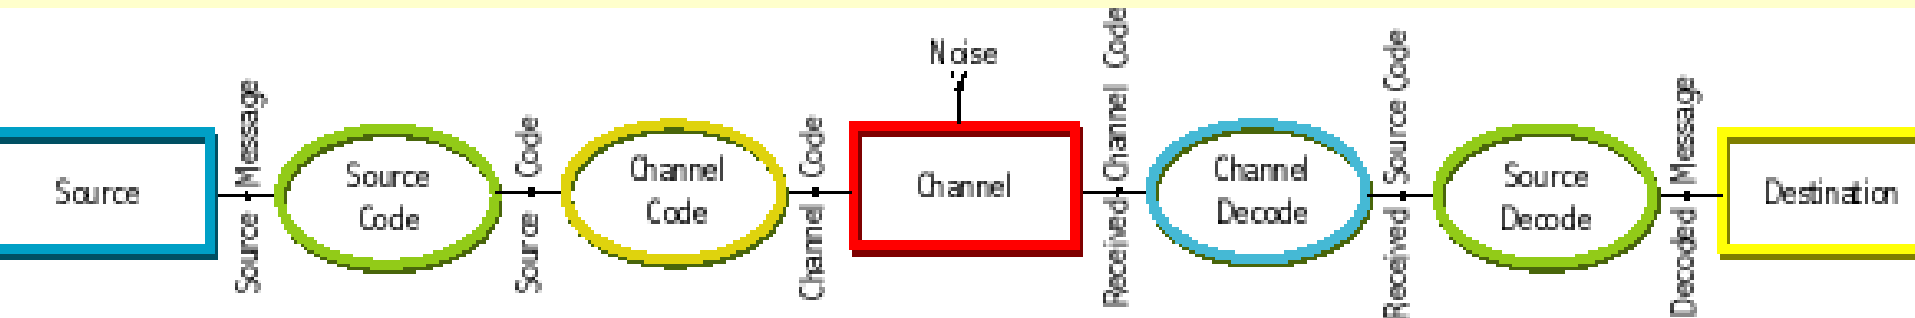 Source
Source Message
Source
Code
Source Code
Channel
Code
Channel Code
Noise
Channel
Received Channel Code
Channel
Decode
Received Source Code
Source
Decode
Decoded Message
Destination